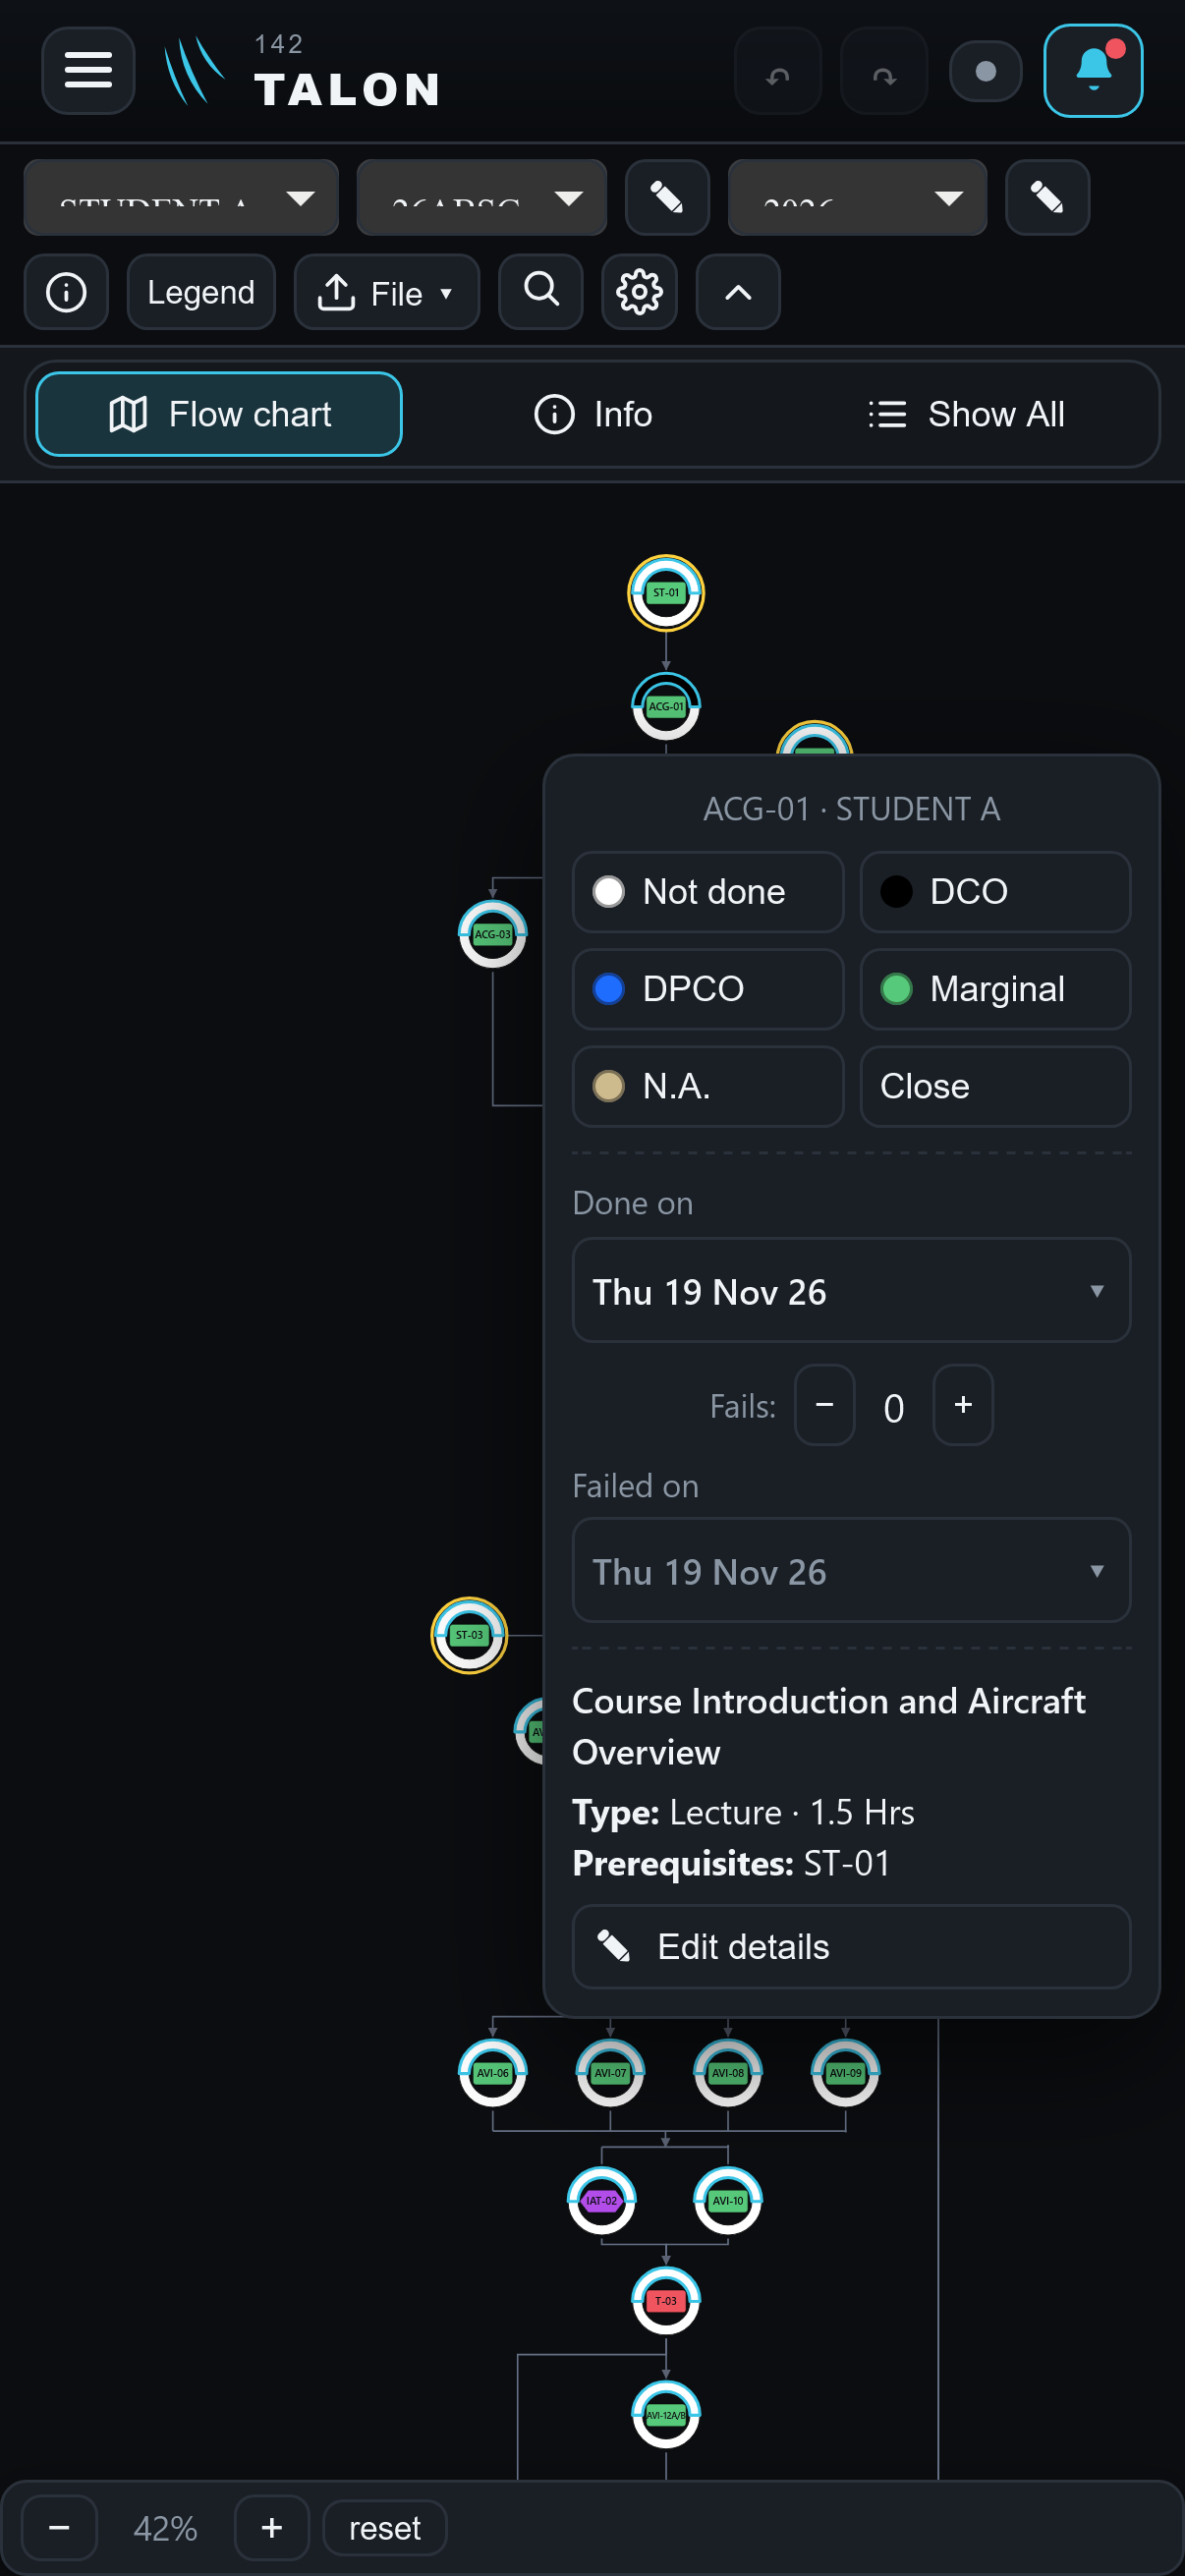 142
TALON
Legend
File
Flow chart
Info
Show All
ST-01
ACG-01
ACG-01 · STUDENT A
Not done
DCO
ACG-03
DPCO
Marginal
N.A.
Close
Done on
Thu 19 Nov 26
Fails:
0
Failed on
Thu 19 Nov 26
ST-03
Course Introduction and Aircraft
Overview
Type: Lecture · 1.5 Hrs
Prerequisites: ST-01
Edit details
AVI-06 AVI-07 AVI-08 AVI-09
IAT-02 AVI-10
T-03
AVI-12A/B
− 42% + reset